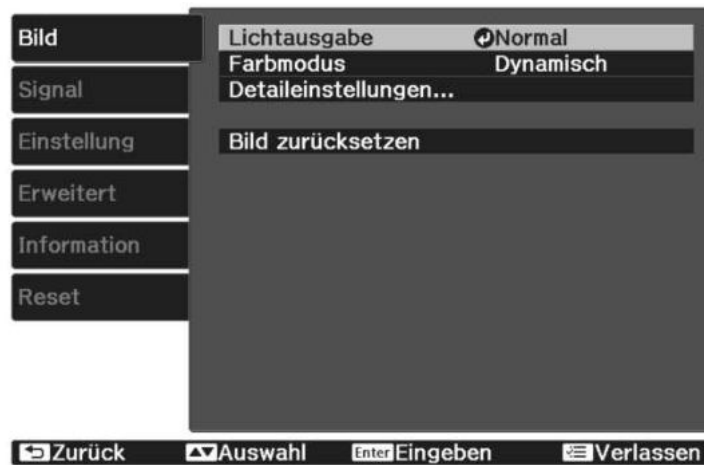 Bild
Signal
Einstellung
Erweitert
Information
Reset
Lichtausgabe Normal
Farbmodus Dynamisch
Detaileinstellungen...
Bild zurücksetzen
Zurück Auswahl Enter Eingeben Verlassen